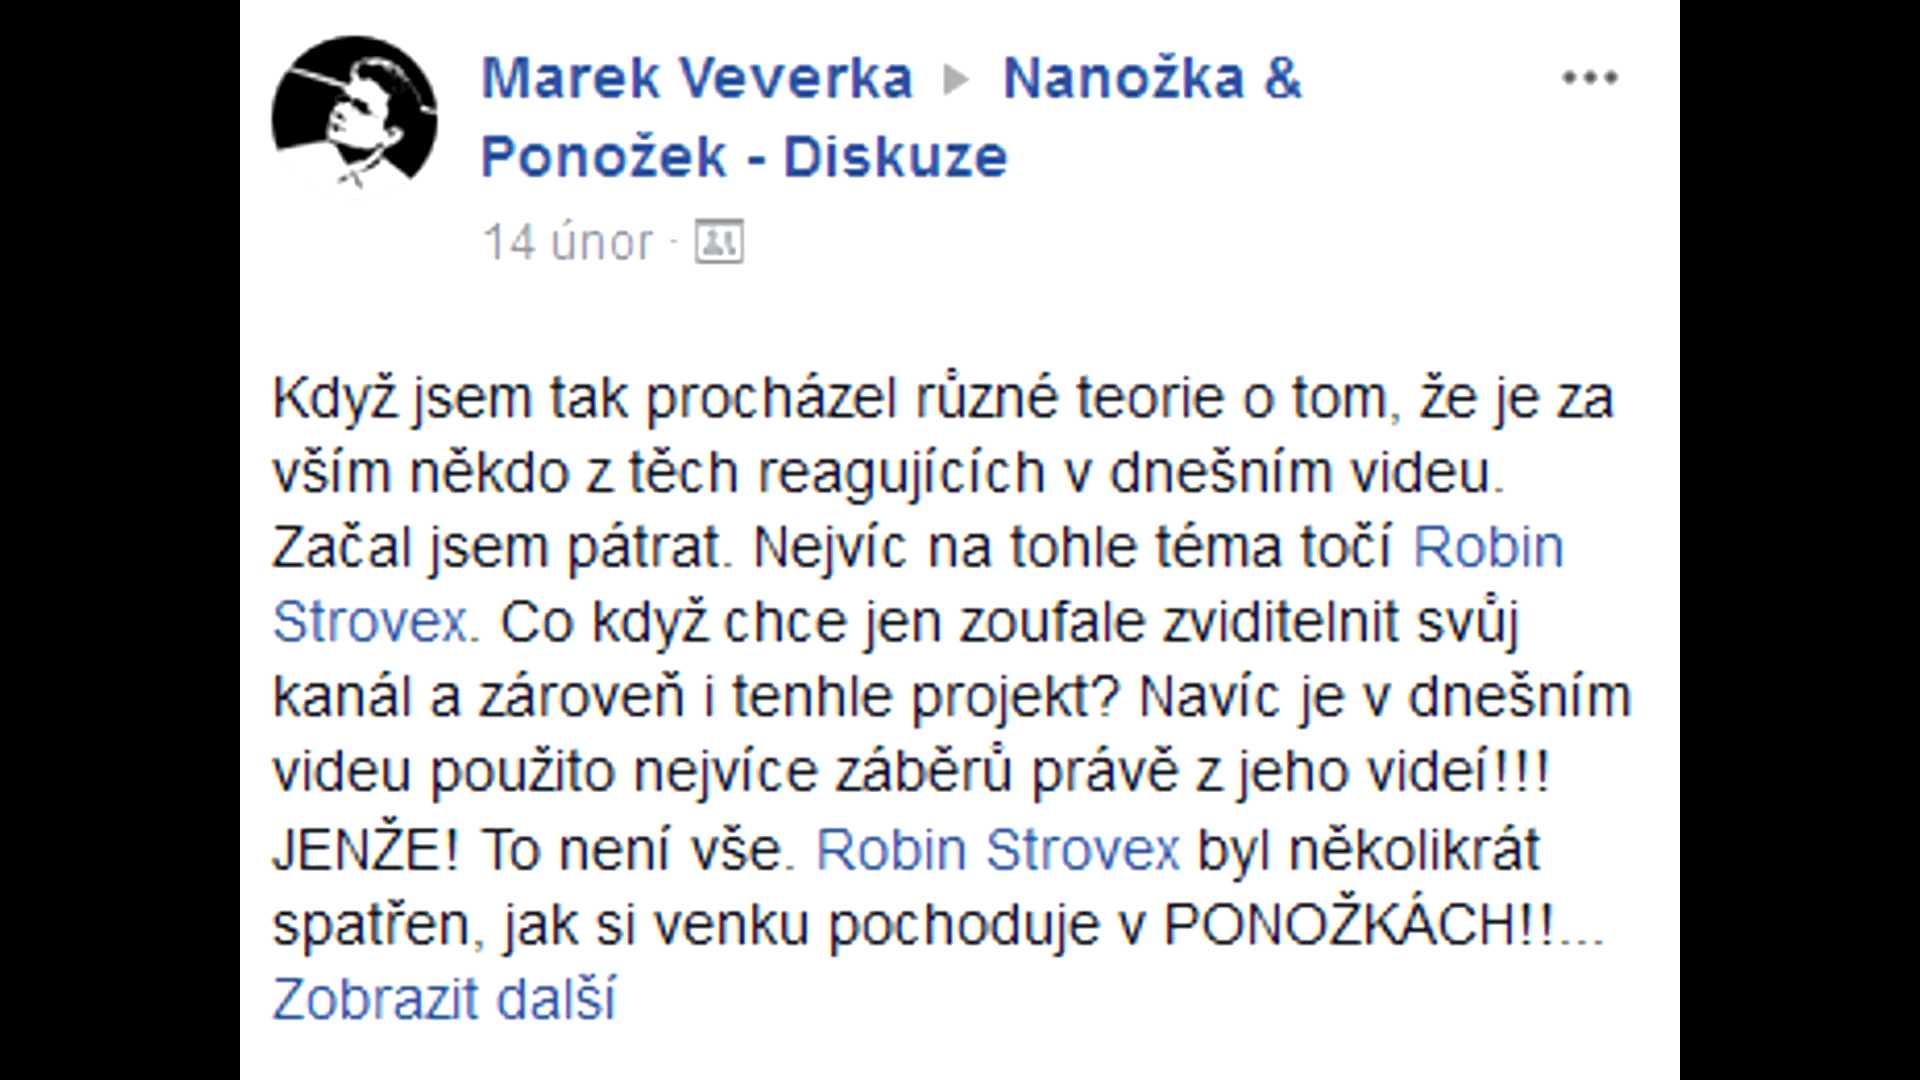 Marek Veverka ▸ Nanožka &
Ponožek - Diskuze
14 únor ·
Když jsem tak procházel různé teorie o tom, že je za
vším někdo z těch reagujících v dnešním videu.
Začal jsem pátrat. Nejvíc na tohle téma točí Robin
Strovex. Co když chce jen zoufale zviditelnit svůj
kanál a zároveň i tenhle projekt? Navíc je v dnešním
videu použito nejvíce záběrů právě z jeho videí!!!
JENŽE! To není vše. Robin Strovex byl několikrát
spatřen, jak si venku pochoduje v PONOŽKÁCH!!...
Zobrazit další